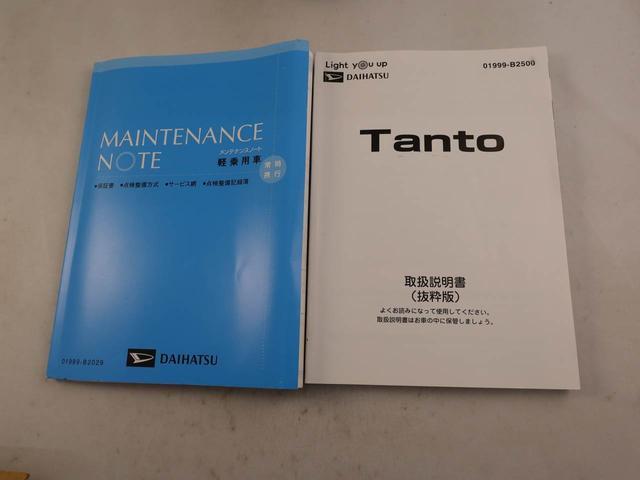 MAINTENANCE
NOTE
メンテナンスノート
軽乗用車
常時
携行
●保証書 ●点検整備方式 ●サービス網 ●点検整備記録簿
DAIHATSU
01999-B2029
Light you up
DAIHATSU
01999-B2500
Tanto
取扱説明書
(抜粋版)
よくお読みになって使用してください。
取扱説明書はお車の中に保管しましょう。